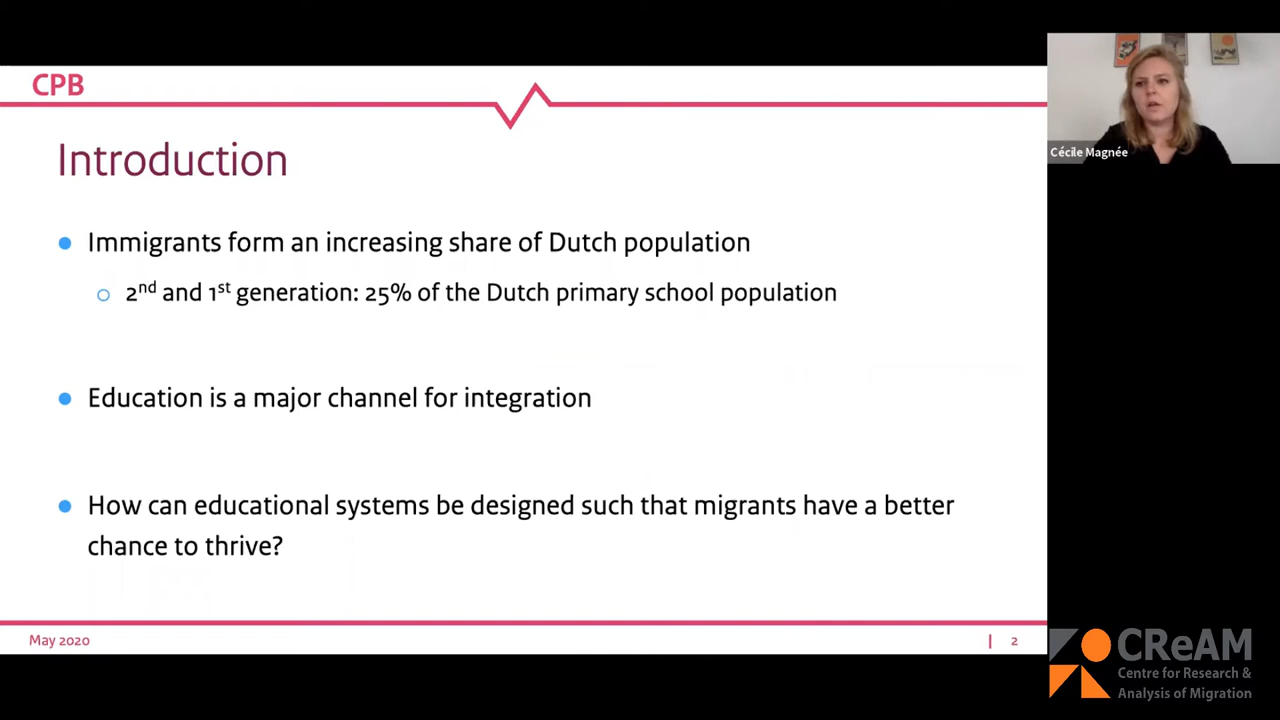 CPB
Introduction
Immigrants form an increasing share of Dutch population
2nd and 1st generation: 25% of the Dutch primary school population
Education is a major channel for integration
How can educational systems be designed such that migrants have a better
chance to thrive?
May 2020
| 2
Cécile Magnée
CReAM
Centre for Research &
Analysis of Migration